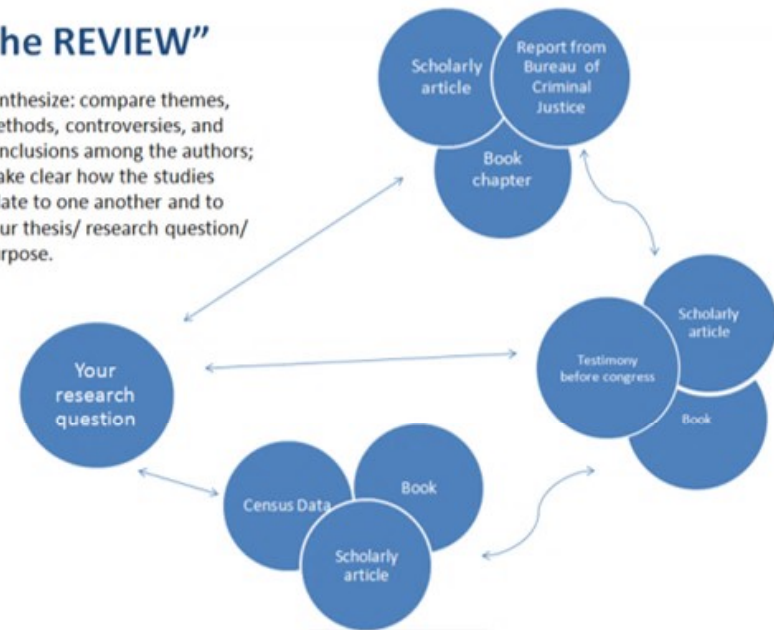 he REVIEW”
nthesize: compare themes,
ethods, controversies, and
nclusions among the authors;
ake clear how the studies
late to one another and to
ur thesis/ research question/
rpose.
Scholarly
article
Report from
Bureau of
Criminal
Justice
Book
chapter
Your
research
question
Testimony
before congress
Scholarly
article
Book
Census Data
Book
Scholarly
article